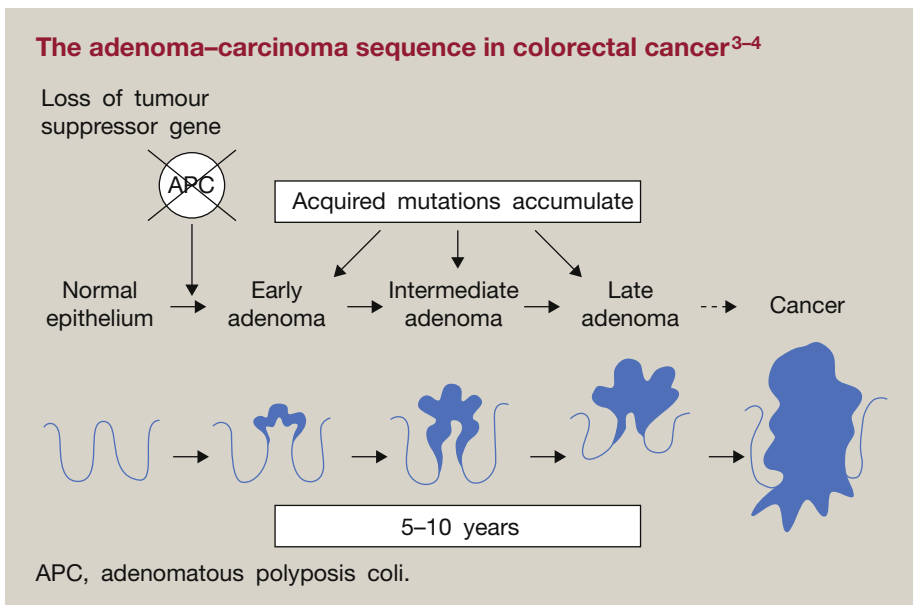 The adenoma–carcinoma sequence in colorectal cancer3–4
Loss of tumour
suppressor gene
APC
Acquired mutations accumulate
Normal
epithelium
Early
adenoma
Intermediate
adenoma
Late
adenoma
Cancer
5–10 years
APC, adenomatous polyposis coli.